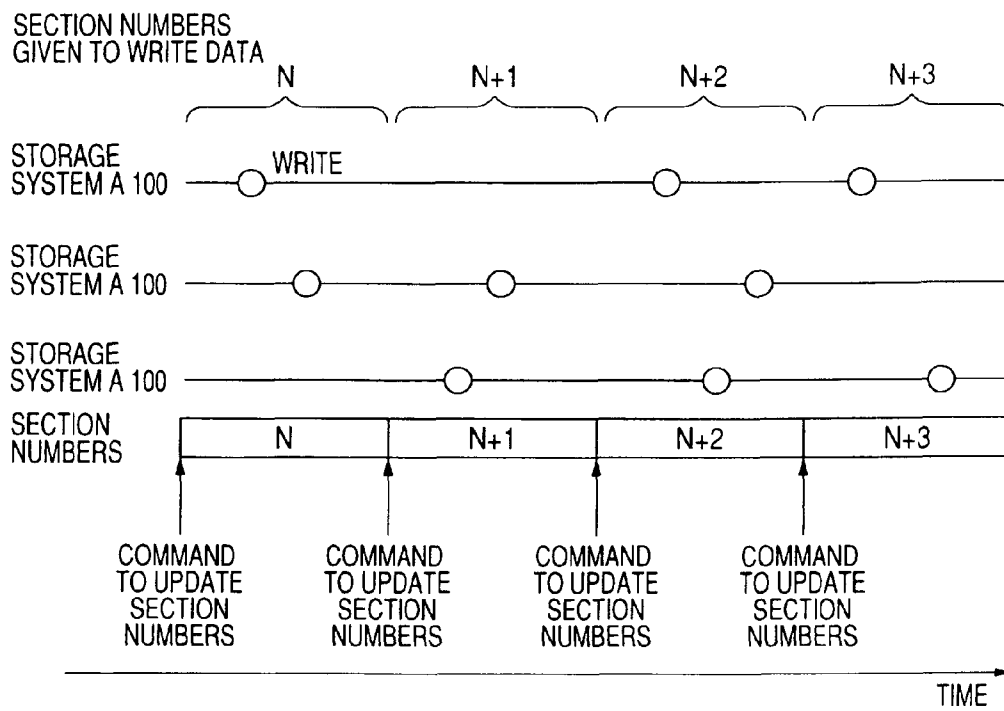 SECTION NUMBERS
GIVEN TO WRITE DATA
N N+1 N+2 N+3
STORAGE
SYSTEM A 100
WRITE
STORAGE
SYSTEM A 100
STORAGE
SYSTEM A 100
SECTION
NUMBERS
N N+1 N+2 N+3
COMMAND
TO UPDATE
SECTION
NUMBERS
COMMAND
TO UPDATE
SECTION
NUMBERS
COMMAND
TO UPDATE
SECTION
NUMBERS
COMMAND
TO UPDATE
SECTION
NUMBERS
TIME